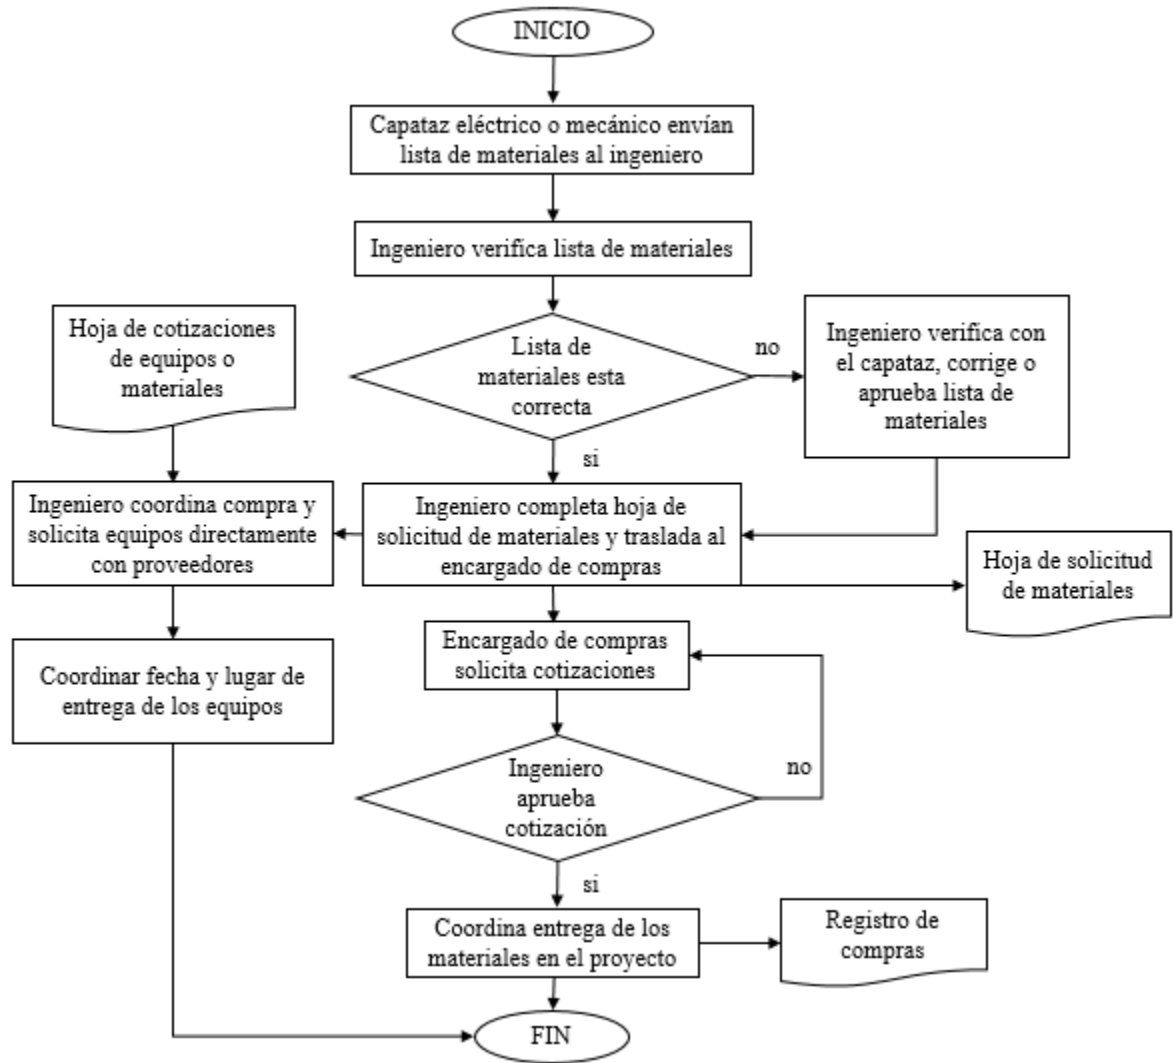 INICIO
Capataz eléctrico o mecánico envían
lista de materiales al ingeniero
Ingeniero verifica lista de materiales
Hoja de cotizaciones
de equipos o
materiales
Lista de
materiales esta
correcta
no
Ingeniero verifica con
el capataz, corrige o
aprueba lista de
materiales
si
Ingeniero coordina compra y
solicita equipos directamente
con proveedores
Ingeniero completa hoja de
solicitud de materiales y traslada al
encargado de compras
Hoja de solicitud
de materiales
Encargado de compras
solicita cotizaciones
Coordinar fecha y lugar de
entrega de los equipos
Ingeniero
aprueba
cotización
no
si
Coordina entrega de los
materiales en el proyecto
Registro de
compras
FIN